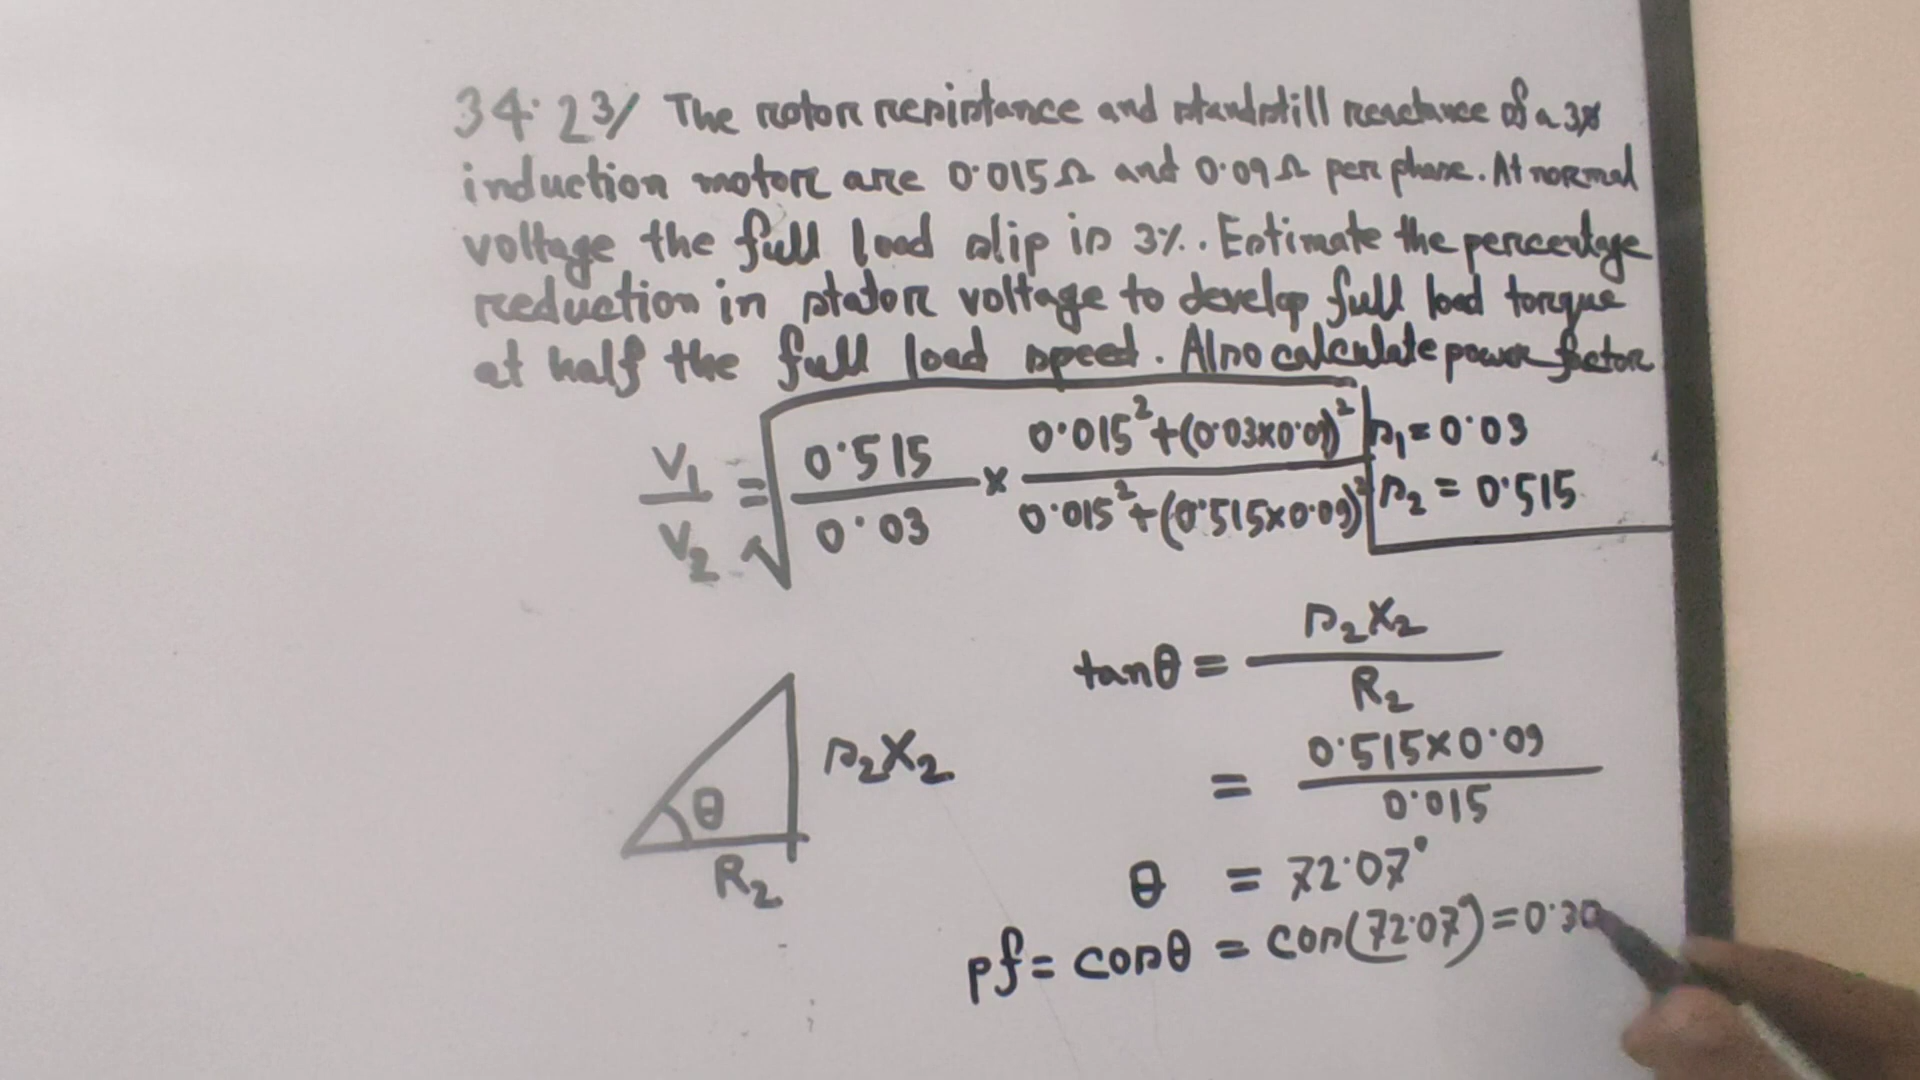 34.23/ The rotor resistance and standstill reactance of a 3φ
induction motor are 0.015Ω and 0.09Ω per phase. At normal
voltage the full load slip is 3%. Estimate the percentage
reduction in stator voltage to develop full load torque
at half the full load speed. Also calculate power factor
V₁/V₂ = √(0.515/0.03 × (0.015²+(0.03×0.09)²)/(0.015²+(0.515×0.09)²))
s₁ = 0.03
s₂ = 0.515
tanθ = s₂X₂/R₂
= 0.515×0.09/0.015
θ = 72.07°
pf = cosθ = cos(72.07°) = 0.30
s₂X₂
θ
R₂